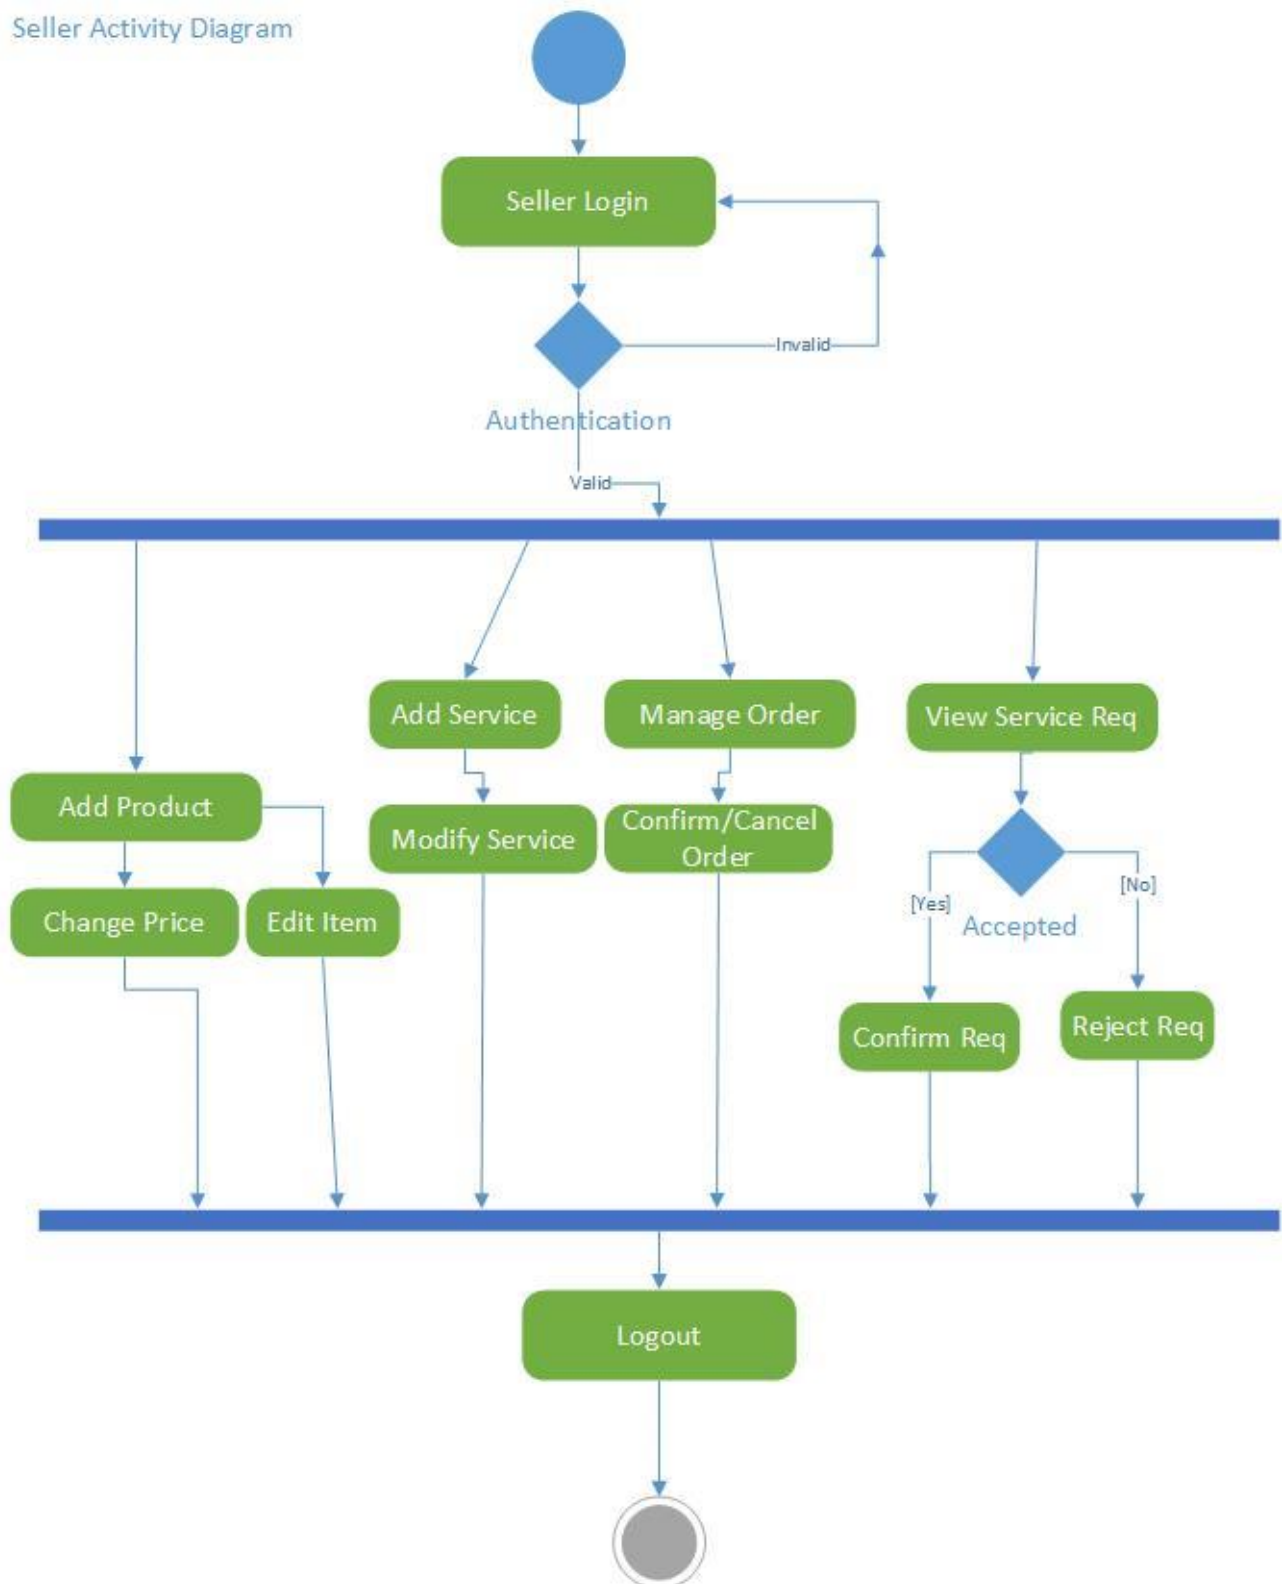 Seller Activity Diagram
Seller Login
Invalid
Authentication
Valid
Add Service
Manage Order
View Service Req
Add Product
Modify Service
Confirm/Cancel
Order
Change Price
Edit Item
[Yes]
[No]
Accepted
Confirm Req
Reject Req
Logout